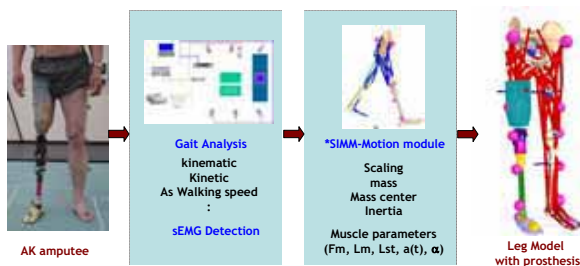 AK amputee
Gait Analysis
kinematic
Kinetic
As Walking speed
:
sEMG Detection
*SIMM-Motion module
Scaling
mass
Mass center
Inertia
Muscle parameters
(Fm, Lm, Lst, a(t), α)
Leg Model
with prosthesis